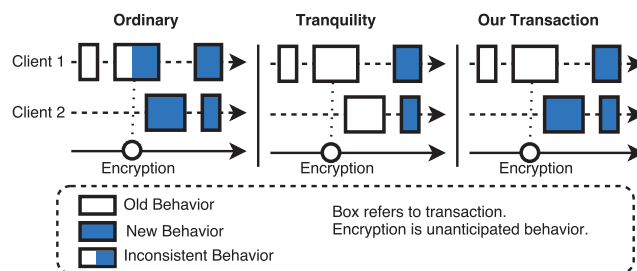 Ordinary
Tranquility
Our Transaction
Client 1
Client 2
Encryption
Encryption
Encryption
Old Behavior
New Behavior
Inconsistent Behavior
Box refers to transaction.
Encryption is unanticipated behavior.